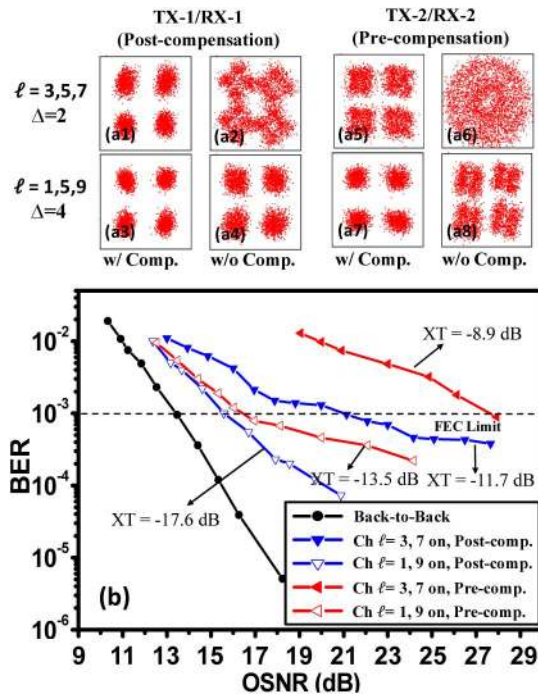 TX-1/RX-1 TX-2/RX-2
(Post-compensation) (Pre-compensation)
ℓ = 3,5,7
Δ=2
(a1) (a2) (a5) (a6)
ℓ = 1,5,9
Δ=4
(a3) (a4) (a7) (a8)
w/ Comp. w/o Comp. w/ Comp. w/o Comp.
10⁻²
XT = -8.9 dB
10⁻³
FEC Limit
BER
10⁻⁴
XT = -13.5 dB XT = -11.7 dB
XT = -17.6 dB
Back-to-Back
10⁻⁵
Ch ℓ= 3, 7 on, Post-comp.
Ch ℓ= 1, 9 on, Post-comp.
(b)
Ch ℓ= 3, 7 on, Pre-comp.
Ch ℓ= 1, 9 on, Pre-comp.
10⁻⁶
9 11 13 15 17 19 21 23 25 27 29
OSNR (dB)